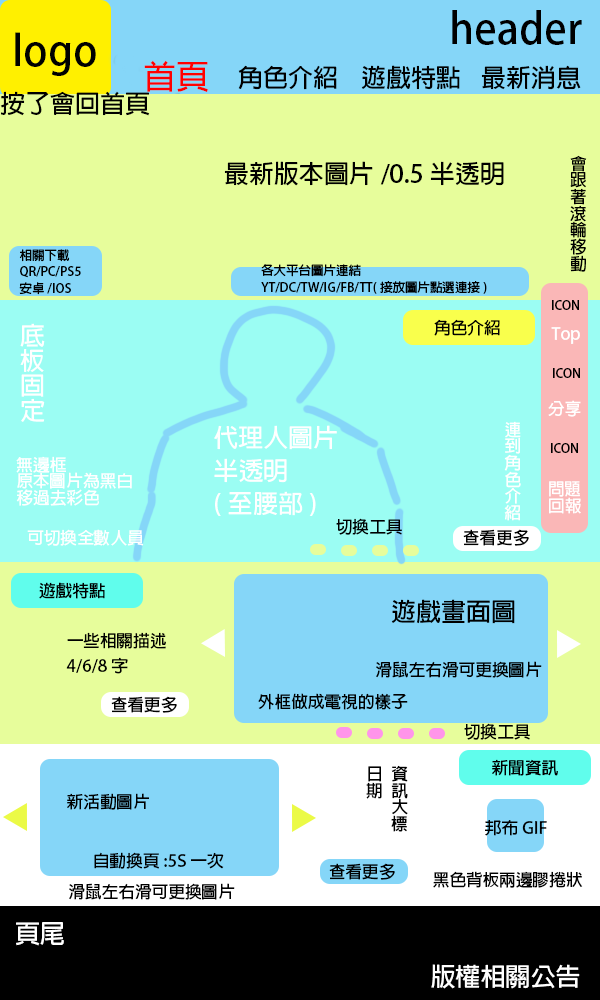 header
logo
首頁
角色介紹
遊戲特點
最新消息
按了會回首頁
最新版本圖片 /0.5 半透明
會跟著滾輪移動
相關下載
QR/PC/PS5
安卓 /IOS
各大平台圖片連結
YT/DC/TW/IG/FB/TT( 接放圖片點選連接 )
角色介紹
ICON
Top
ICON
分享
ICON
問題
回報
底板固定
代理人圖片
半透明
( 至腰部 )
連到角色介紹
無邊框
原本圖片為黑白
移過去彩色
可切換全數人員
切換工具
查看更多
遊戲特點
遊戲畫面圖
一些相關描述
4/6/8 字
滑鼠左右滑可更換圖片
查看更多
外框做成電視的樣子
切換工具
新聞資訊
資訊大標
日期
新活動圖片
邦布 GIF
自動換頁 :5S 一次
查看更多
滑鼠左右滑可更換圖片
黑色背板兩邊膠捲狀
頁尾
版權相關公告